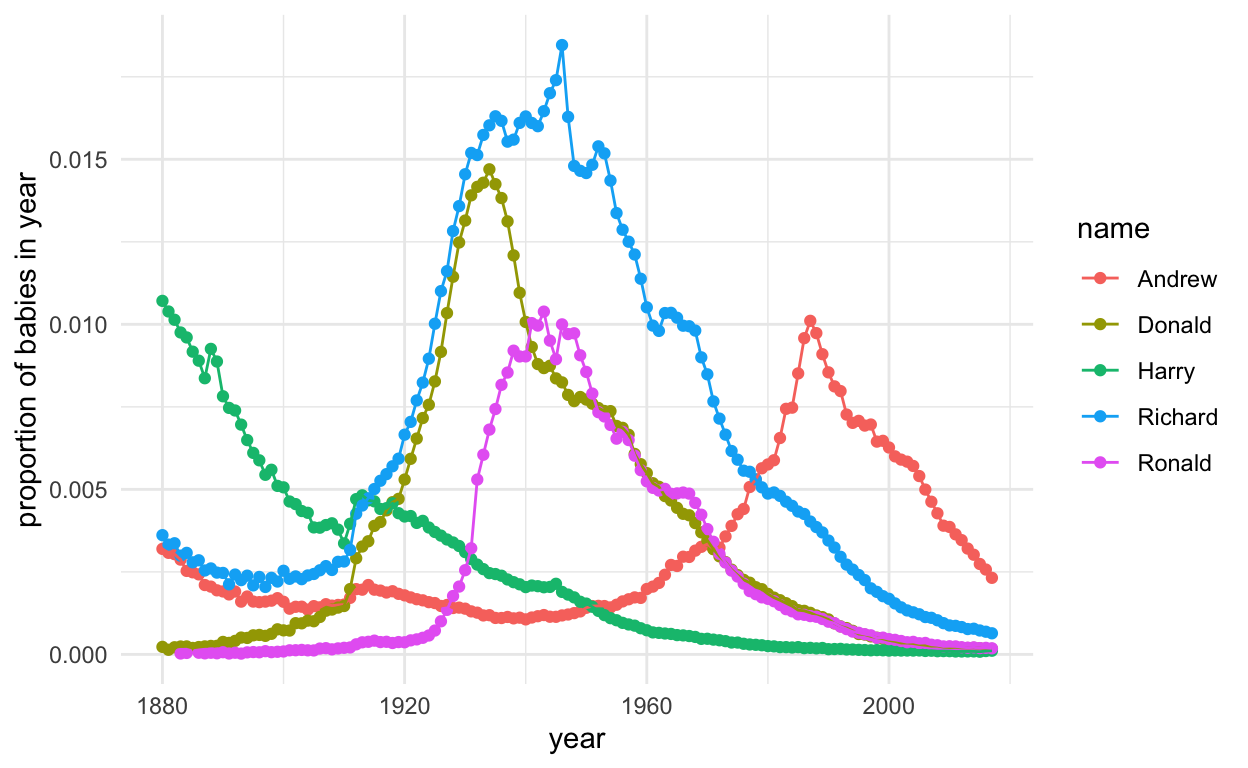 proportion of babies in year
0.015
0.010
0.005
0.000
1880
1920
1960
2000
year
name
Andrew
Donald
Harry
Richard
Ronald